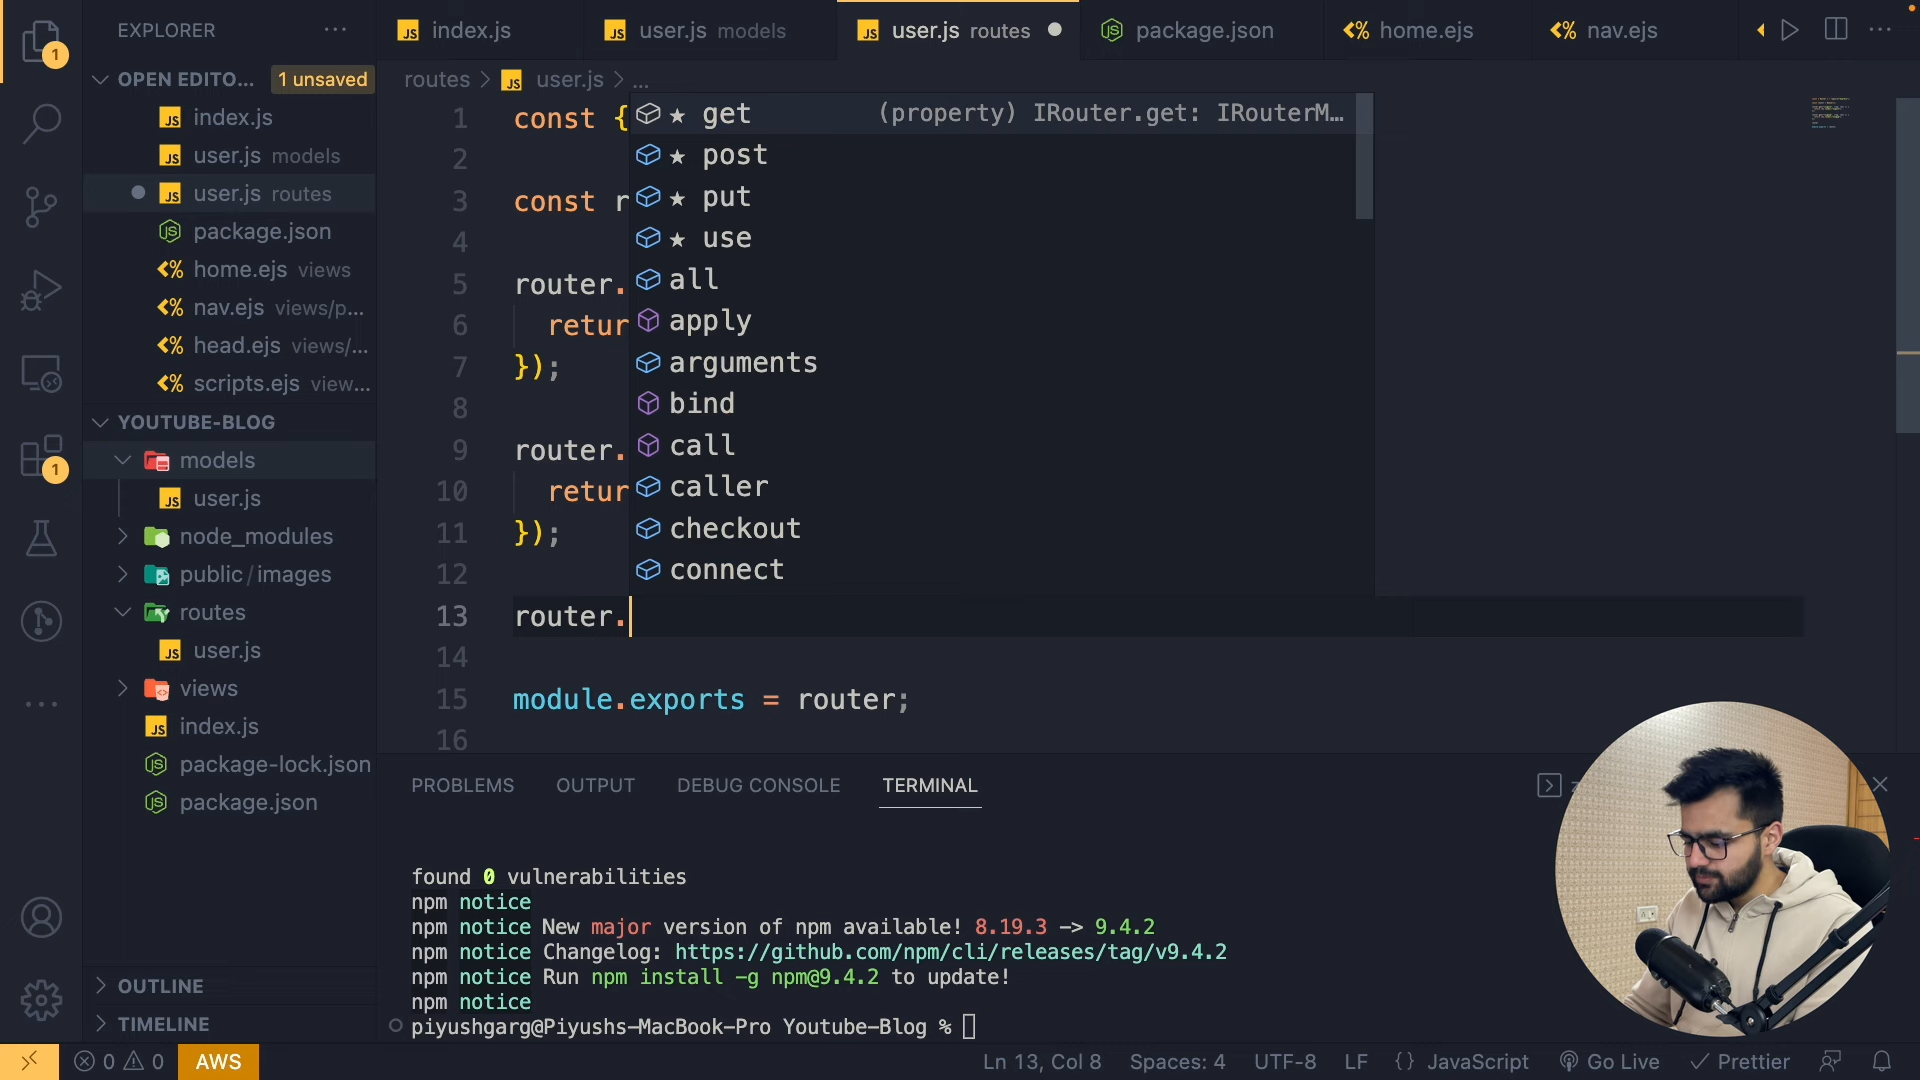 EXPLORER
index.js
user.js models
user.js routes
package.json
home.ejs
nav.ejs
OPEN EDITO... 1 unsaved
index.js
user.js models
user.js routes
package.json
home.ejs views
nav.ejs views/p...
head.ejs views/...
scripts.ejs view...
YOUTUBE-BLOG
models
user.js
node_modules
public/images
routes
user.js
views
index.js
package-lock.json
package.json
OUTLINE
TIMELINE
1
1
routes > JS user.js > ...
1 const {
2
3 const r
4
5 router.
6 retur
7 });
8
9 router.
10 retur
11 });
12
13 router.
14
15 module.exports = router;
16
★ get (property) IRouter.get: IRouterM...
★ post
★ put
★ use
all
apply
arguments
bind
call
caller
checkout
connect
PROBLEMS OUTPUT DEBUG CONSOLE TERMINAL
found 0 vulnerabilities
npm notice
npm notice New major version of npm available! 8.19.3 -> 9.4.2
npm notice Changelog: https://github.com/npm/cli/releases/tag/v9.4.2
npm notice Run npm install -g npm@9.4.2 to update!
npm notice
piyushgarg@Piyushs-MacBook-Pro Youtube-Blog %
0 0 AWS Ln 13, Col 8 Spaces: 4 UTF-8 LF {} JavaScript Go Live Prettier